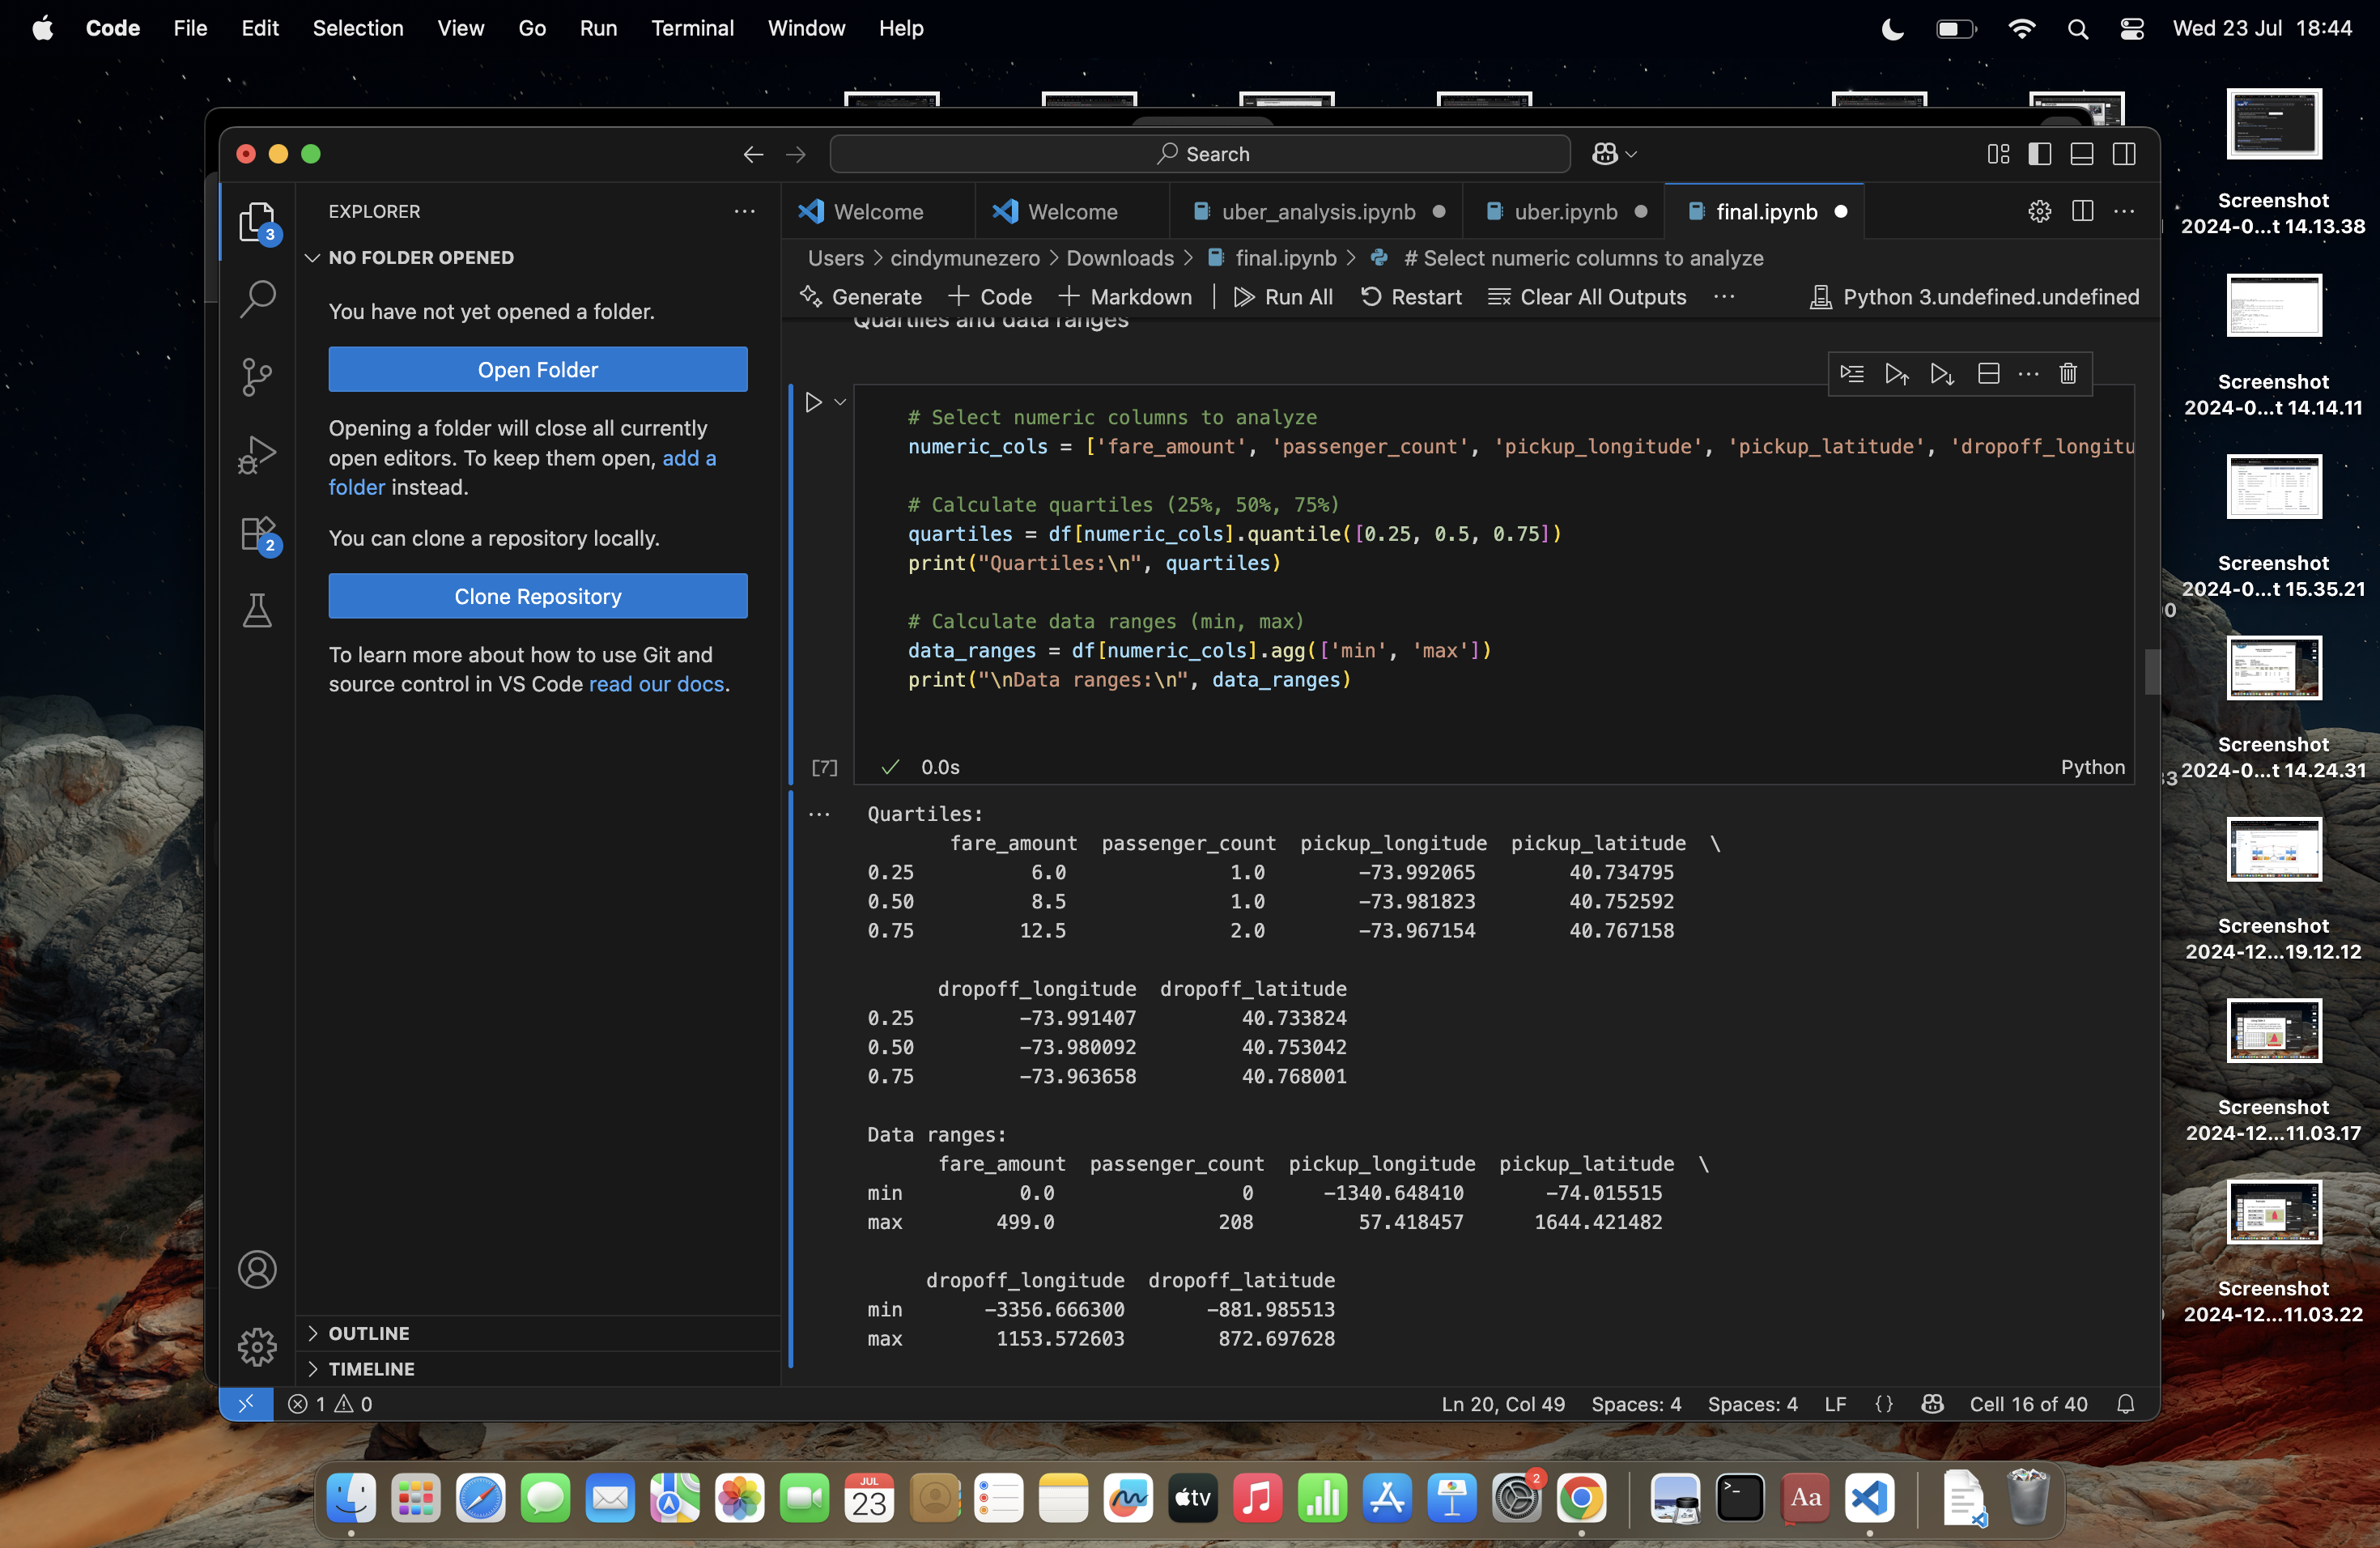 Code File Edit Selection View Go Run Terminal Window Help Wed 23 Jul 18:44
Search
EXPLORER
NO FOLDER OPENED
You have not yet opened a folder.
Open Folder
Opening a folder will close all currently
open editors. To keep them open, add a
folder instead.
You can clone a repository locally.
Clone Repository
To learn more about how to use Git and
source control in VS Code read our docs.
OUTLINE
TIMELINE
3
2
Welcome Welcome uber_analysis.ipynb uber.ipynb final.ipynb
Users > cindymunezero > Downloads > final.ipynb > # Select numeric columns to analyze
Generate + Code + Markdown | Run All Restart Clear All Outputs ... Python 3.undefined.undefined
Quartiles and data ranges
# Select numeric columns to analyze
numeric_cols = ['fare_amount', 'passenger_count', 'pickup_longitude', 'pickup_latitude', 'dropoff_longitu
# Calculate quartiles (25%, 50%, 75%)
quartiles = df[numeric_cols].quantile([0.25, 0.5, 0.75])
print("Quartiles:\n", quartiles)
# Calculate data ranges (min, max)
data_ranges = df[numeric_cols].agg(['min', 'max'])
print("\nData ranges:\n", data_ranges)
[7] 0.0s Python
Quartiles:
fare_amount passenger_count pickup_longitude pickup_latitude \
0.25 6.0 1.0 -73.992065 40.734795
0.50 8.5 1.0 -73.981823 40.752592
0.75 12.5 2.0 -73.967154 40.767158
dropoff_longitude dropoff_latitude
0.25 -73.991407 40.733824
0.50 -73.980092 40.753042
0.75 -73.963658 40.768001
Data ranges:
fare_amount passenger_count pickup_longitude pickup_latitude \
min 0.0 0 -1340.648410 -74.015515
max 499.0 208 57.418457 1644.421482
dropoff_longitude dropoff_latitude
min -3356.666300 -881.985513
max 1153.572603 872.697628
1 0 Ln 20, Col 49 Spaces: 4 Spaces: 4 LF {} Cell 16 of 40
Screenshot
2024-0...t 14.13.38
Screenshot
2024-0...t 14.14.11
Screenshot
2024-0...t 15.35.21
Screenshot
2024-0...t 14.24.31
Screenshot
2024-12...19.12.12
Screenshot
2024-12...11.03.17
Screenshot
2024-12...11.03.22
JUL
23
tv
2
Aa